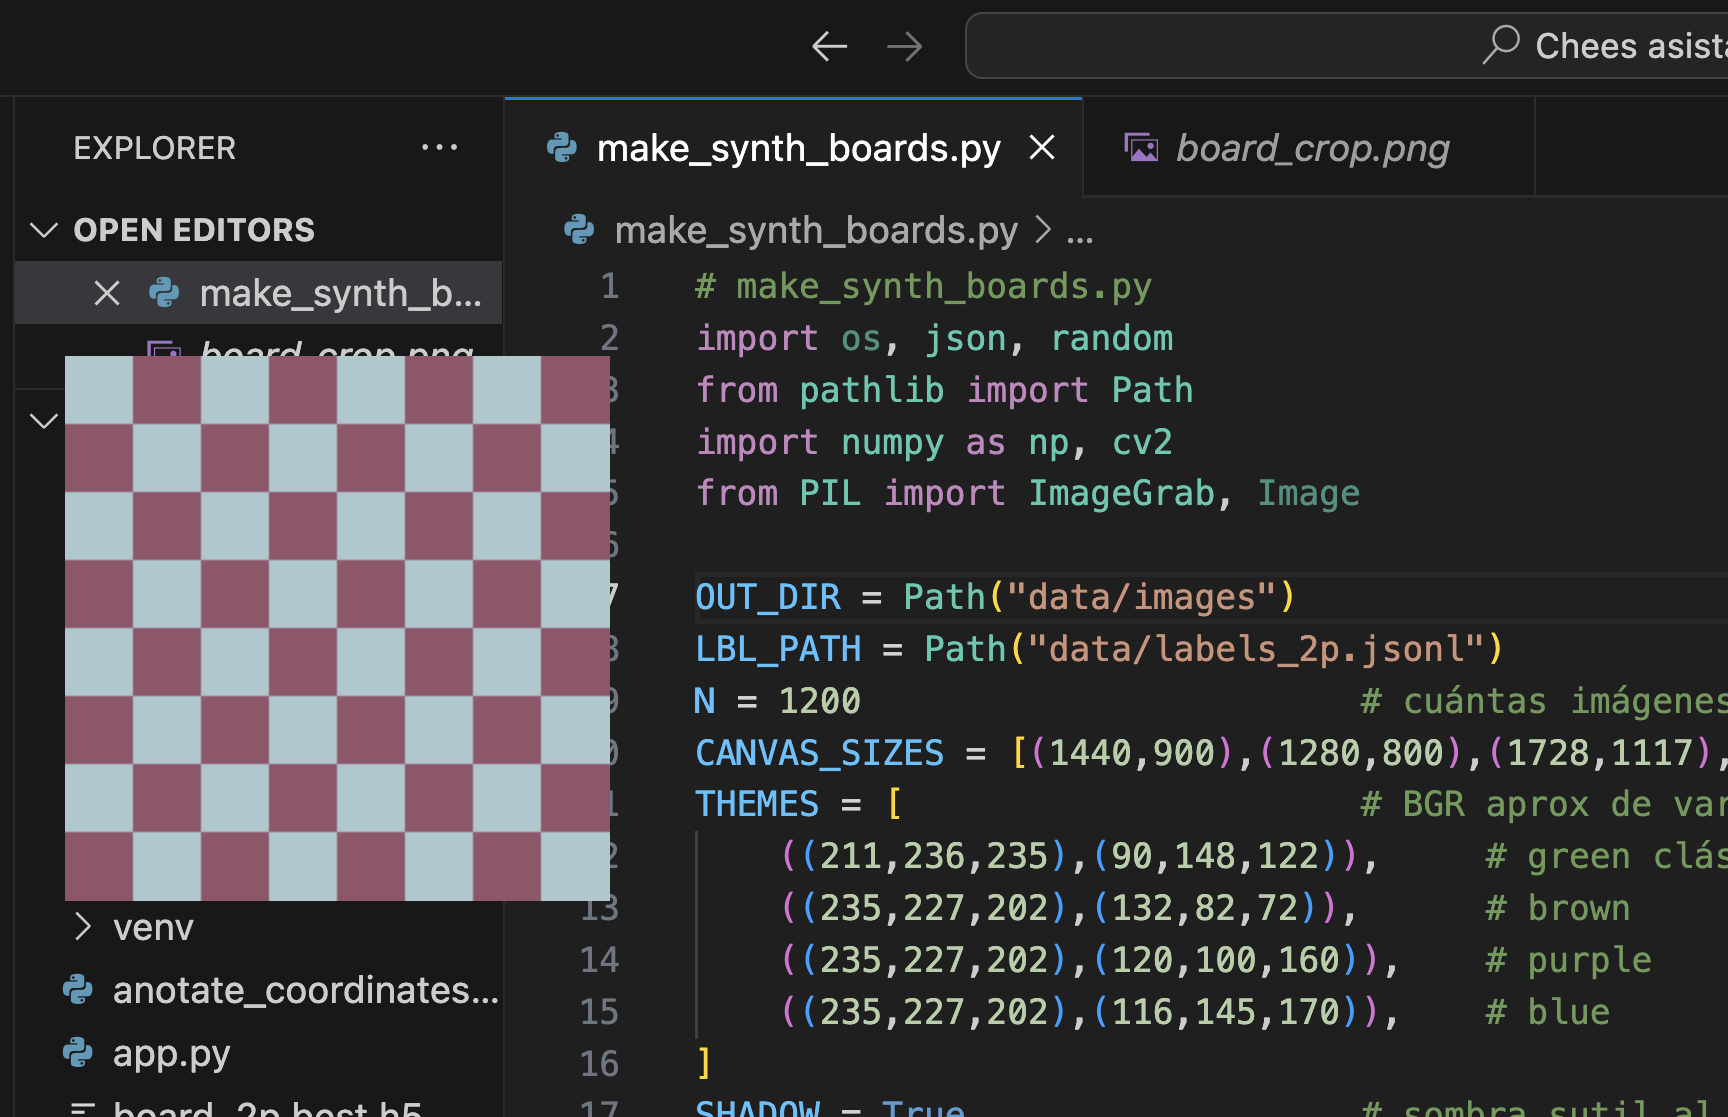 Chees asista
EXPLORER
···
make_synth_boards.py
board_crop.png
OPEN EDITORS
make_synth_b...
board_crop.png
make_synth_boards.py > ...
1 # make_synth_boards.py
2 import os, json, random
3 from pathlib import Path
4 import numpy as np, cv2
5 from PIL import ImageGrab, Image
6
7 OUT_DIR = Path("data/images")
8 LBL_PATH = Path("data/labels_2p.jsonl")
9 N = 1200 # cuántas imágenes
0 CANVAS_SIZES = [(1440,900),(1280,800),(1728,1117),
1 THEMES = [ # BGR aprox de var
2 ((211,236,235),(90,148,122)), # green clás
13 ((235,227,202),(132,82,72)), # brown
14 ((235,227,202),(120,100,160)), # purple
15 ((235,227,202),(116,145,170)), # blue
16 ]
17 SHADOW = True # sombra sutil al
venv
anotate_coordinates...
app.py
board_2p_best.h5